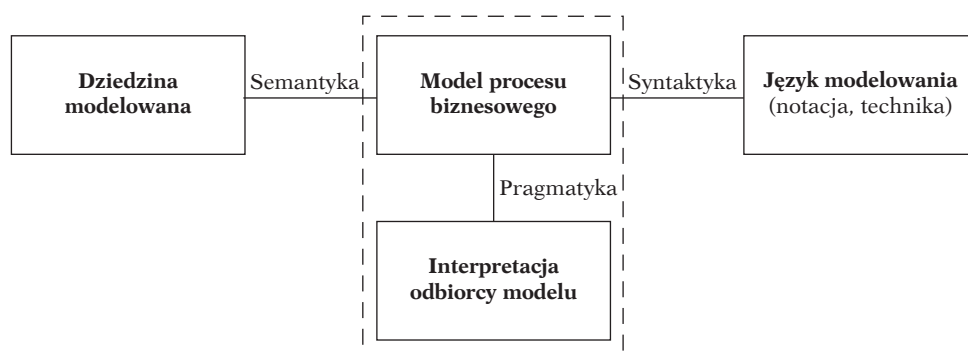 Dziedzina
modelowana
Semantyka
Model procesu
biznesowego
Syntaktyka
Język modelowania
(notacja, technika)
Pragmatyka
Interpretacja
odbiorcy modelu